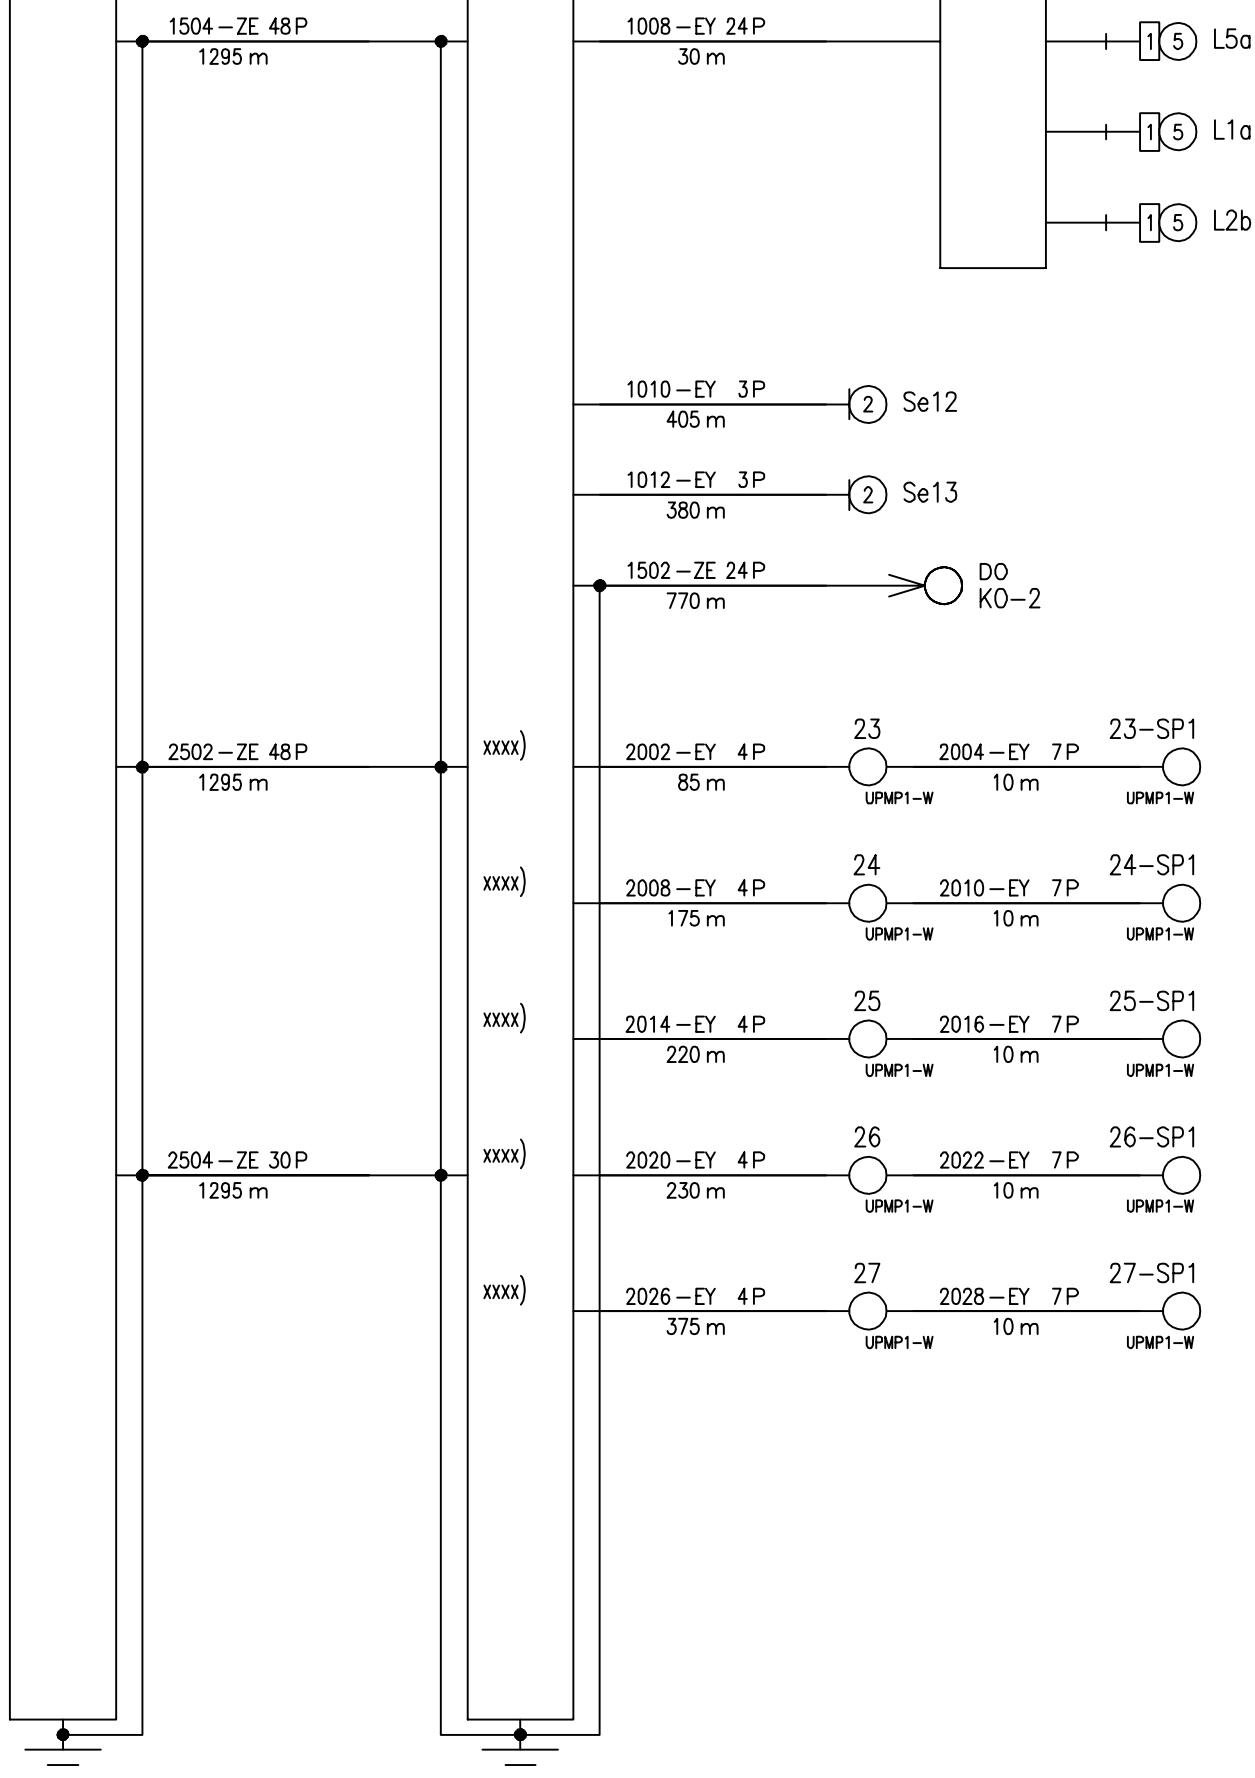 1504-ZE 48P
1295 m
1008-EY 24P
30 m
1 5 L5a
1 5 L1a
1 5 L2b
1010-EY 3P
405 m
2 Se12
1012-EY 3P
380 m
2 Se13
1502-ZE 24P
770 m
DO
KO-2
2502-ZE 48P
1295 m
xxxx)
2002-EY 4P
85 m
23
UPMP1-W
2004-EY 7P
10 m
23-SP1
UPMP1-W
xxxx)
2008-EY 4P
175 m
24
UPMP1-W
2010-EY 7P
10 m
24-SP1
UPMP1-W
xxxx)
2014-EY 4P
220 m
25
UPMP1-W
2016-EY 7P
10 m
25-SP1
UPMP1-W
2504-ZE 30P
1295 m
xxxx)
2020-EY 4P
230 m
26
UPMP1-W
2022-EY 7P
10 m
26-SP1
UPMP1-W
xxxx)
2026-EY 4P
375 m
27
UPMP1-W
2028-EY 7P
10 m
27-SP1
UPMP1-W